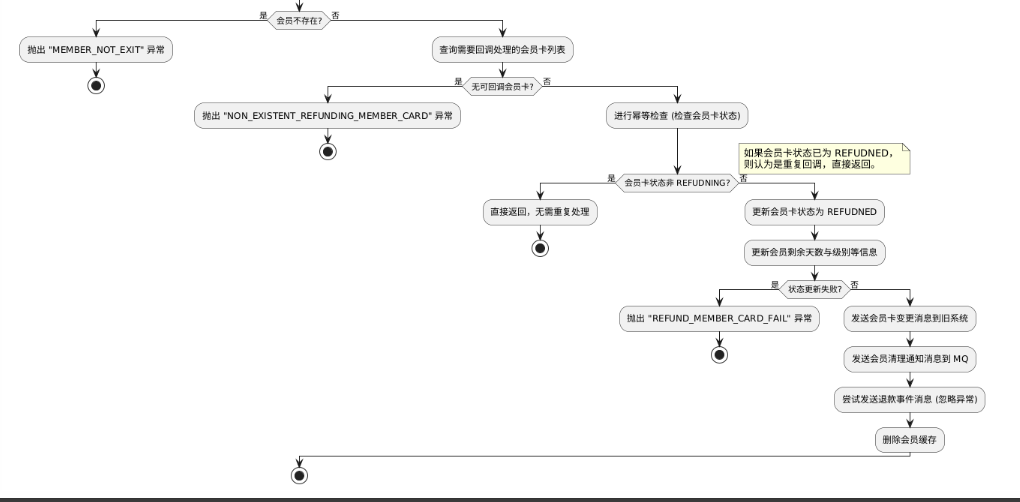 会员不存在?
是
否
抛出 "MEMBER_NOT_EXIT" 异常
查询需要回调处理的会员卡列表
是
无可回调会员卡?
否
抛出 "NON_EXISTENT_REFUNDING_MEMBER_CARD" 异常
进行幂等检查 (检查会员卡状态)
如果会员卡状态已为 REFUDNED，
则认为是重复回调，直接返回。
是
会员卡状态非 REFUDNING?
否
直接返回，无需重复处理
更新会员卡状态为 REFUDNED
更新会员剩余天数与级别等信息
是
状态更新失败?
否
抛出 "REFUND_MEMBER_CARD_FAIL" 异常
发送会员卡变更消息到旧系统
发送会员清理通知消息到 MQ
尝试发送退款事件消息 (忽略异常)
删除会员缓存